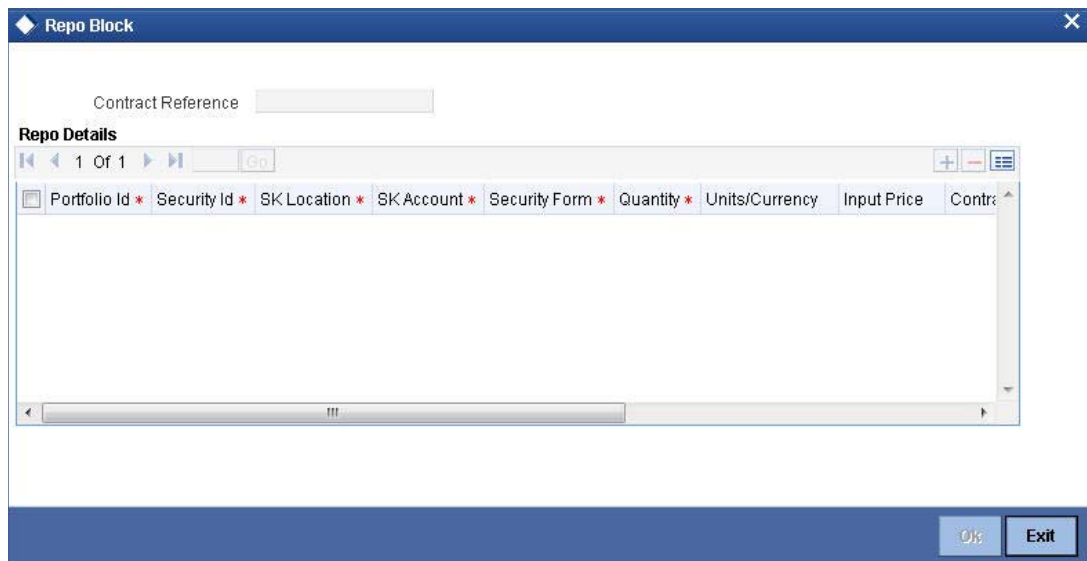 Repo Block
Contract Reference
Repo Details
1 Of 1 Go
Portfolio Id * Security Id * SK Location * SK Account * Security Form * Quantity * Units/Currency Input Price Contra
Ok Exit